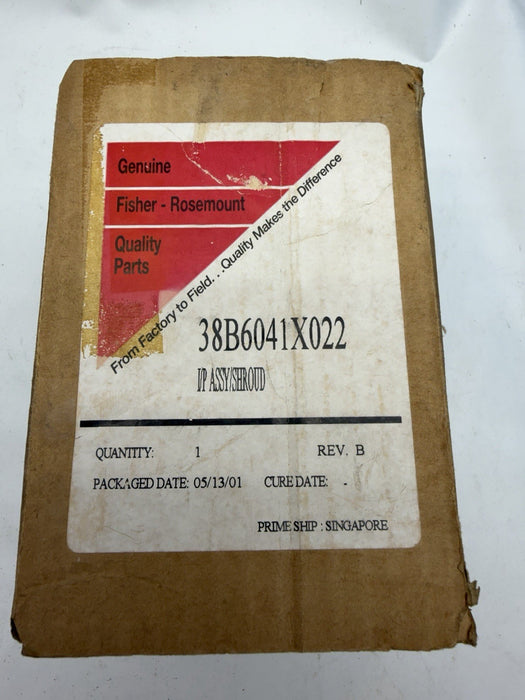 Genuine
Fisher - Rosemount
Quality
Parts
From Factory to Field. . .Quality Makes the Difference
38B6041X022
I/P ASSY/SHROUD
QUANTITY: 1 REV. B
PACKAGED DATE: 05/13/01 CURE DATE: -
PRIME SHIP : SINGAPORE